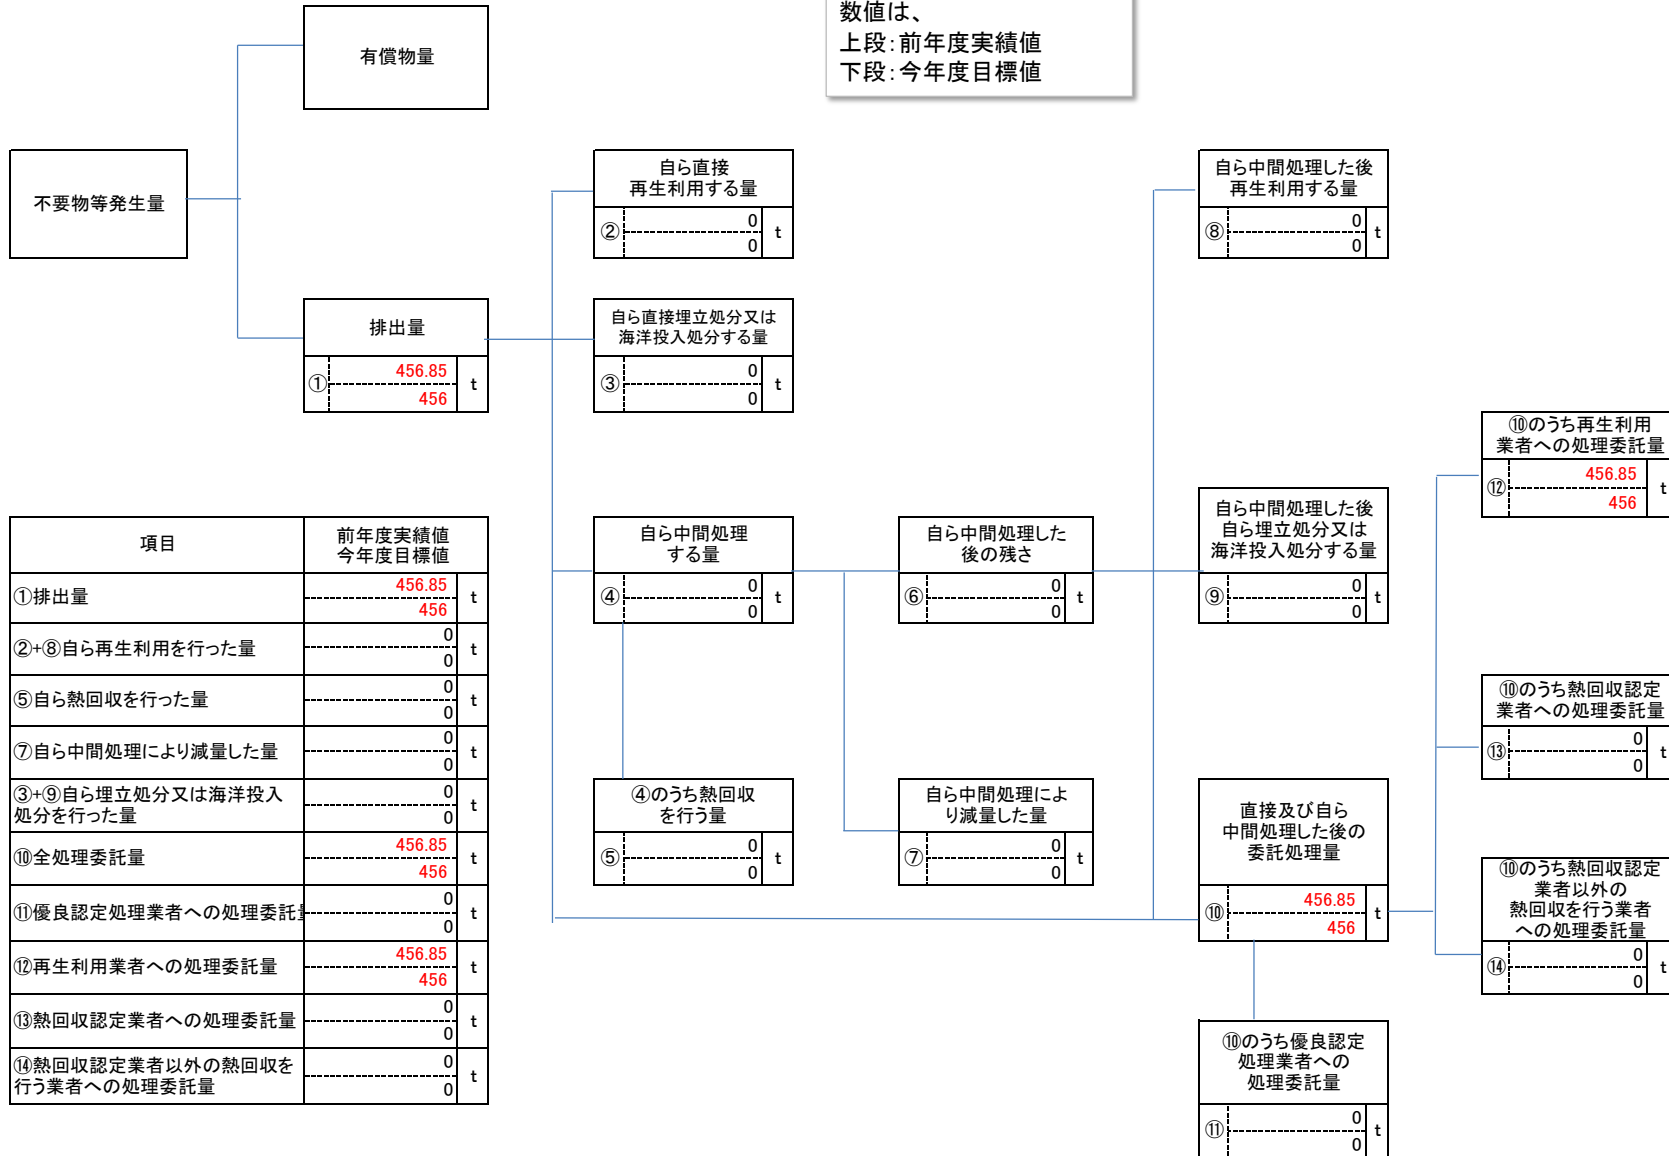 数値は、
上段：前年度実績値
下段：今年度目標値
有償物量
不要物等発生量
排出量
①
456.85
456
t
自ら直接
再生利用する量
②
0
0
t
自ら直接埋立処分又は
海洋投入処分する量
③
0
0
t
自ら中間処理
する量
④
0
0
t
④のうち熱回収
を行う量
⑤
0
0
t
自ら中間処理した
後の残さ
⑥
0
0
t
自ら中間処理によ
り減量した量
⑦
0
0
t
自ら中間処理した後
再生利用する量
⑧
0
0
t
自ら中間処理した後
自ら埋立処分又は
海洋投入処分する量
⑨
0
0
t
直接及び自ら
中間処理した後の
委託処理量
⑩
456.85
456
t
⑩のうち優良認定
処理業者への
処理委託量
⑪
0
0
t
⑩のうち再生利用
業者への処理委託量
⑫
456.85
456
t
⑩のうち熱回収認定
業者への処理委託量
⑬
0
0
t
⑩のうち熱回収認定
業者以外の
熱回収を行う業者
への処理委託量
⑭
0
0
t
項目
前年度実績値
今年度目標値
①排出量
456.85
456
t
②+⑧自ら再生利用を行った量
0
0
t
⑤自ら熱回収を行った量
0
0
t
⑦自ら中間処理により減量した量
0
0
t
③+⑨自ら埋立処分又は海洋投入
処分を行った量
0
0
t
⑩全処理委託量
456.85
456
t
⑪優良認定処理業者への処理委託
0
0
t
⑫再生利用業者への処理委託量
456.85
456
t
⑬熱回収認定業者への処理委託量
0
0
t
⑭熱回収認定業者以外の熱回収を
行う業者への処理委託量
0
0
t